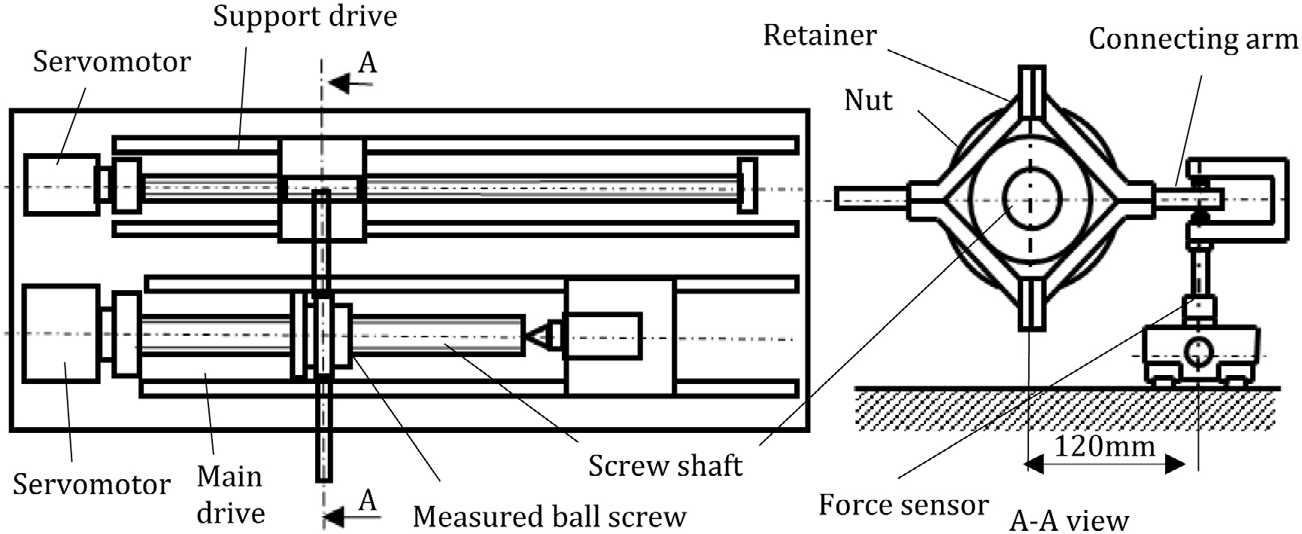 Support drive
Servomotor
A
Retainer
Connecting arm
Nut
Servomotor
Main
drive
A
Measured ball screw
Screw shaft
120mm
Force sensor
A-A view